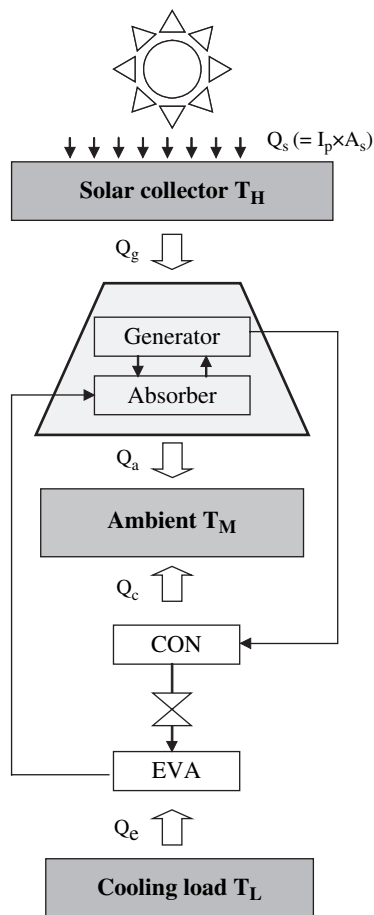 Q_s (= I_p×A_s)
Solar collector T_H
Q_g
Generator
Absorber
Q_a
Ambient T_M
Q_c
CON
EVA
Q_e
Cooling load T_L